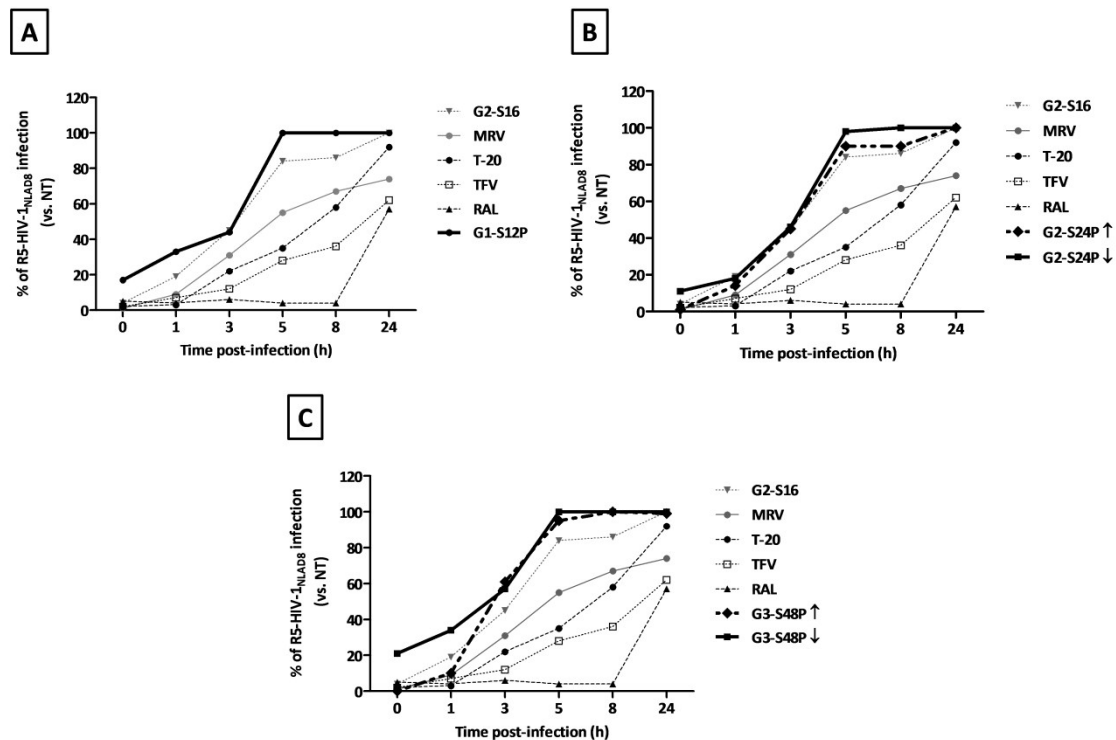 A
% of R5-HIV-1NLAD8 infection
(vs. NT)
120
100
80
60
40
20
0
0 1 3 5 8 24
Time post-infection (h)
G2-S16
MRV
T-20
TFV
RAL
G1-S12P
B
% of R5-HIV-1NLAD8 infection
(vs. NT)
120
100
80
60
40
20
0
0 1 3 5 8 24
Time post-infection (h)
G2-S16
MRV
T-20
TFV
RAL
G2-S24P ↑
G2-S24P ↓
C
% of R5-HIV-1NLAD8 infection
(vs. NT)
120
100
80
60
40
20
0
0 1 3 5 8 24
Time post-infection (h)
G2-S16
MRV
T-20
TFV
RAL
G3-S48P ↑
G3-S48P ↓